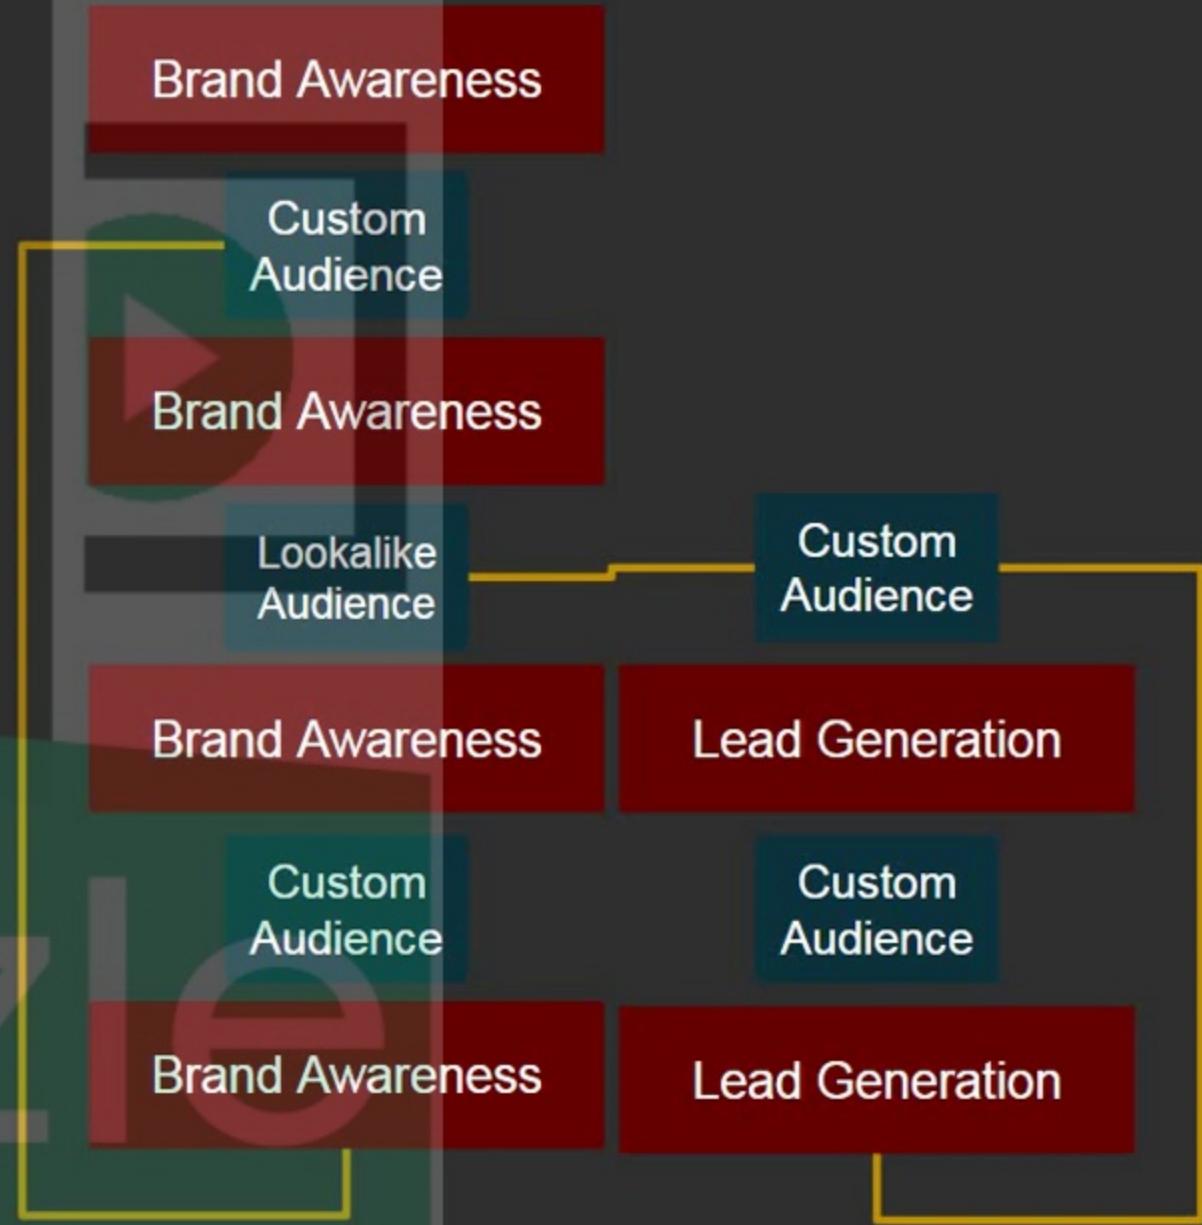 Brand Awareness
Custom
Audience
Brand Awareness
Lookalike
Audience
Custom
Audience
Brand Awareness
Lead Generation
Custom
Audience
Custom
Audience
Brand Awareness
Lead Generation
zle